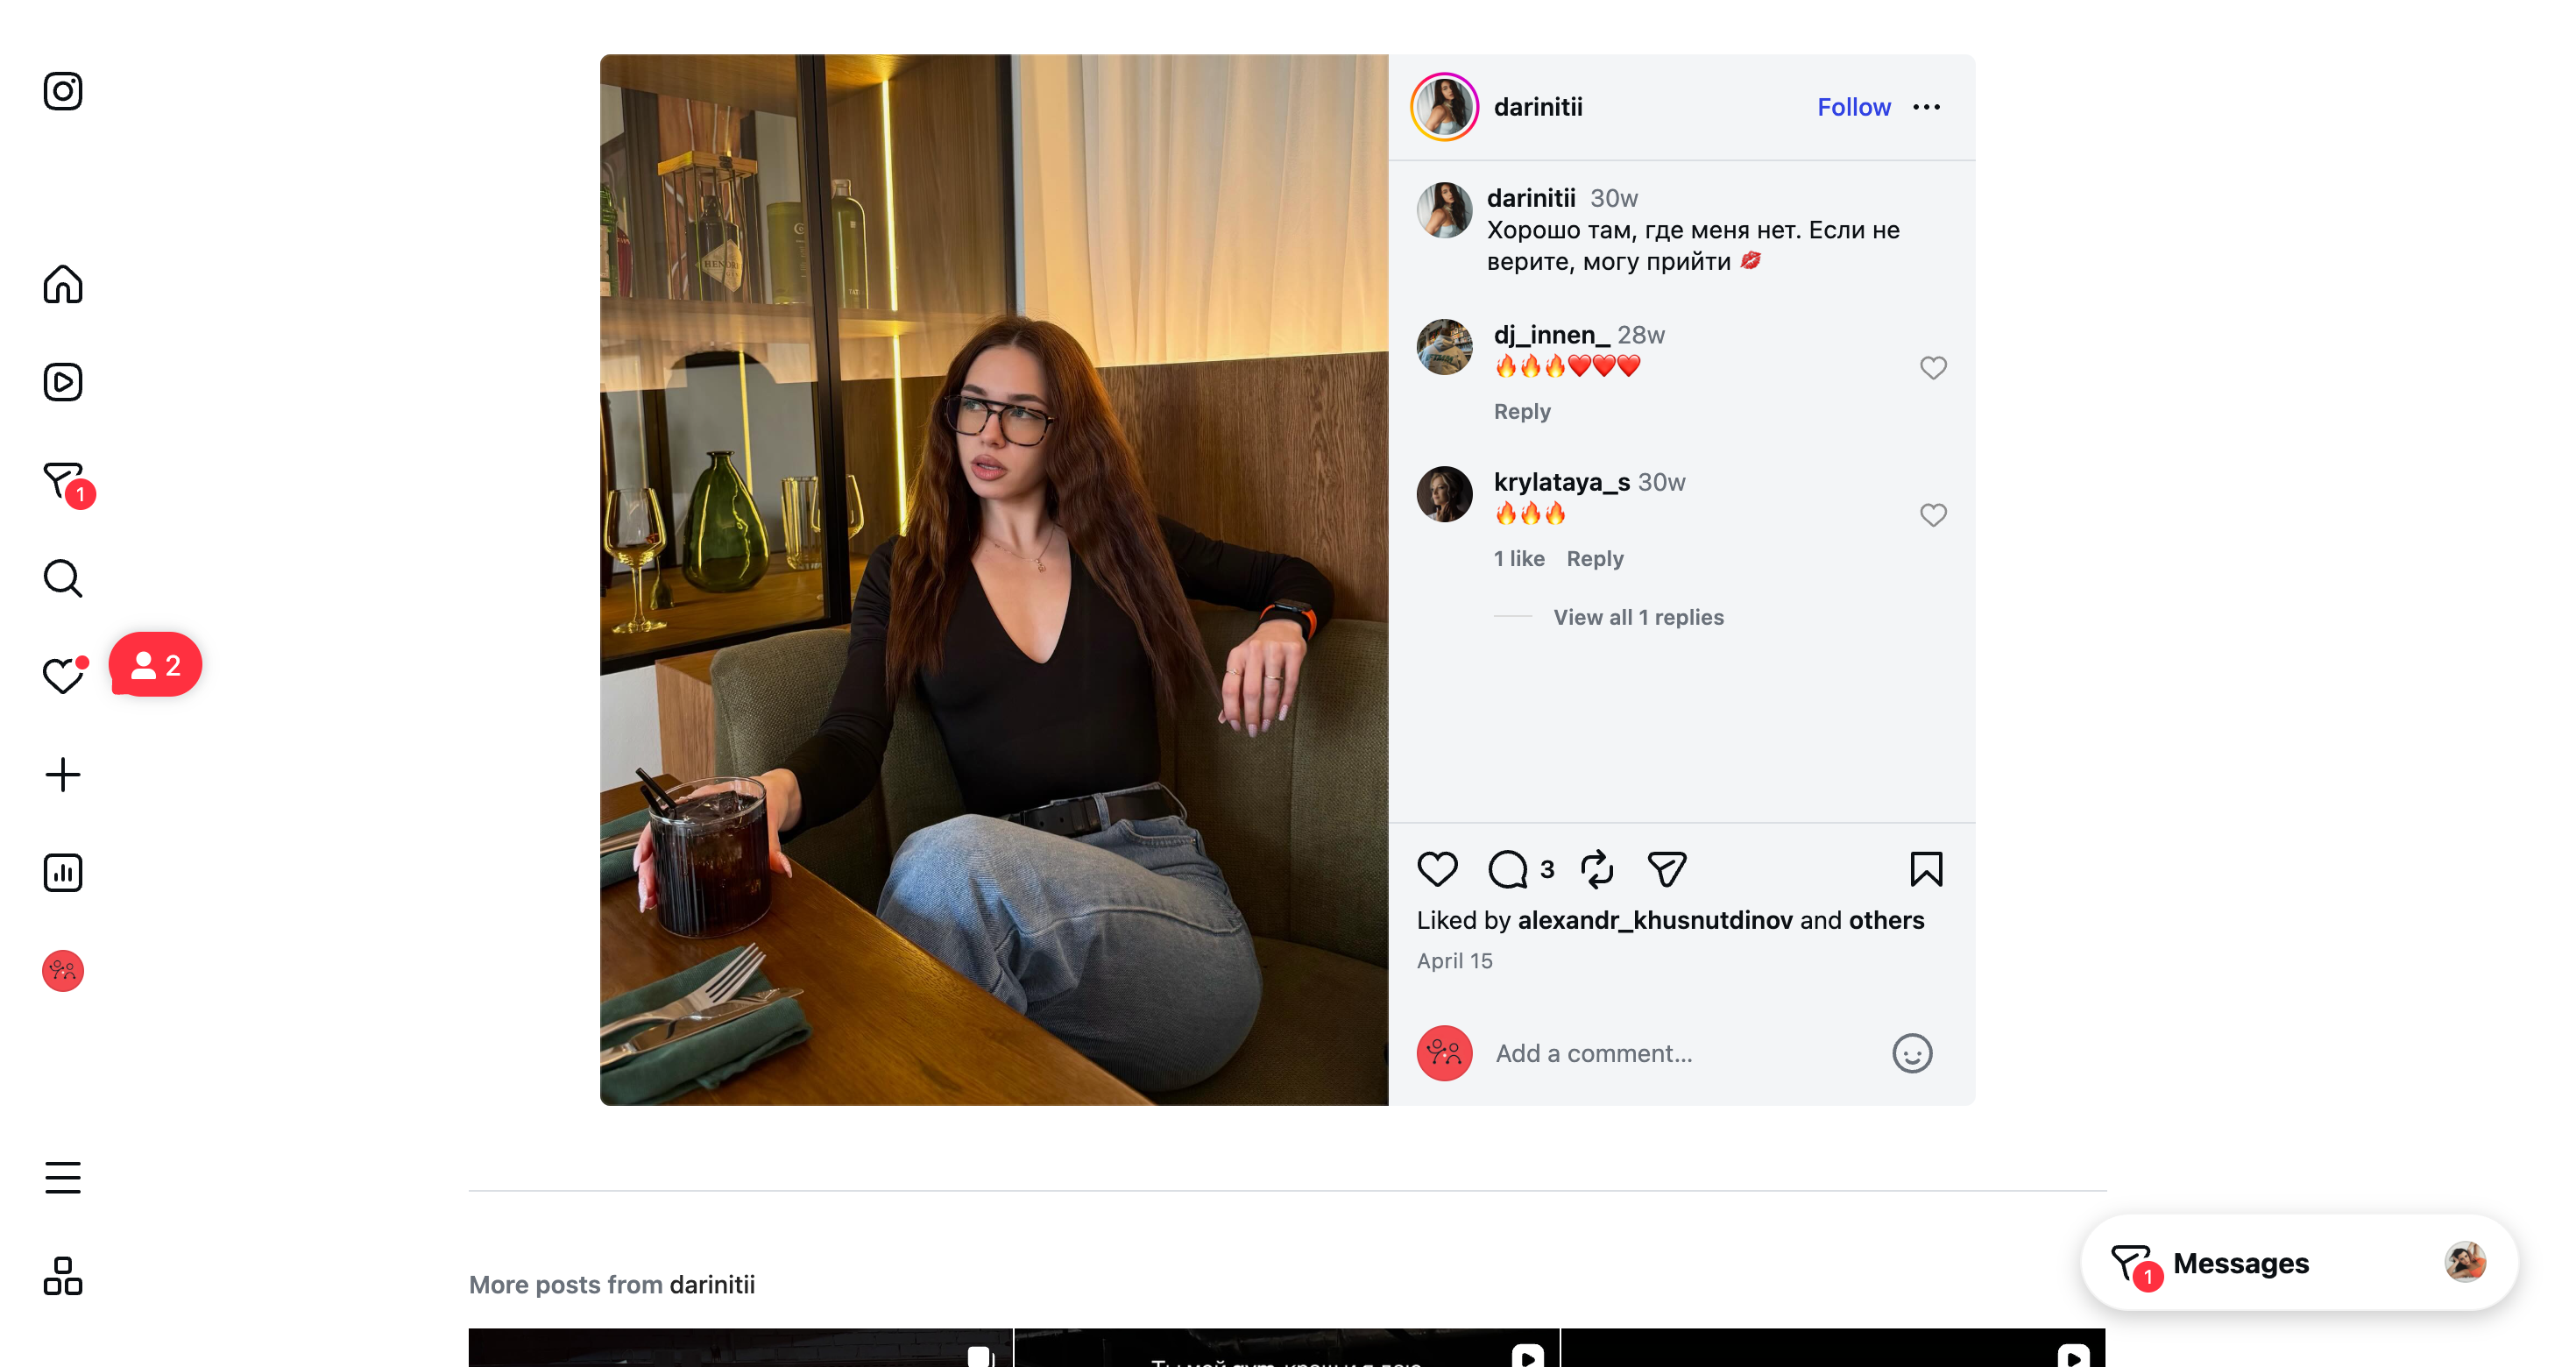 darinitii
Follow
darinitii 30w
Хорошо там, где меня нет. Если не
верите, могу прийти 💋
dj_innen_ 28w
🔥🔥🔥❤️❤️❤️
Reply
krylataya_s 30w
🔥🔥🔥
1 like Reply
View all 1 replies
1
2
3
Liked by alexandr_khusnutdinov and others
April 15
Add a comment...
More posts from darinitii
1
Messages